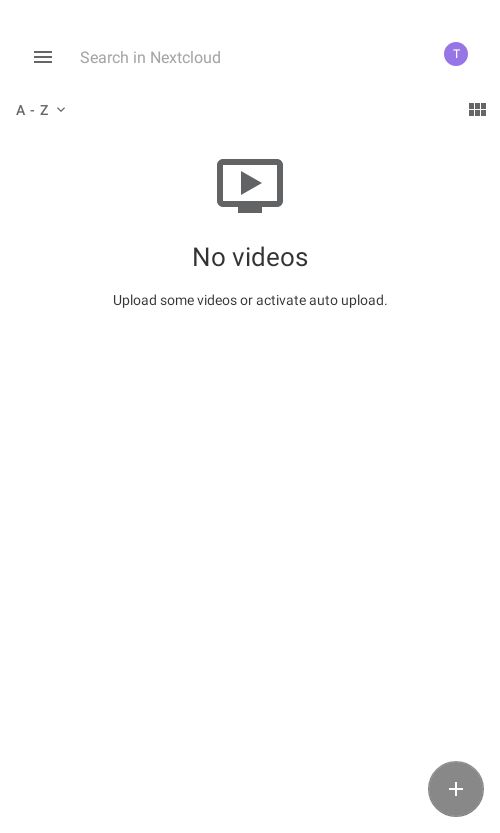 Search in Nextcloud
T
A - Z
No videos
Upload some videos or activate auto upload.